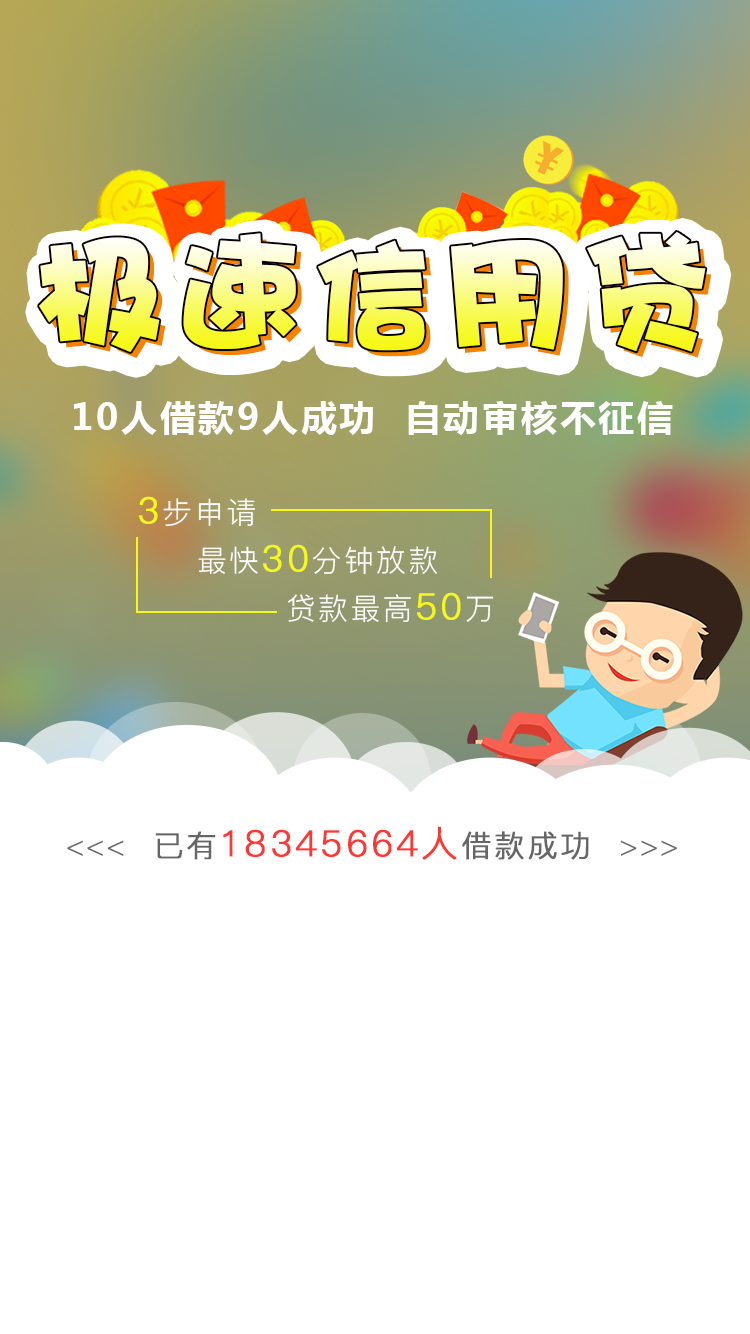 极速信用贷
10人借款9人成功 自动审核不征信
3步申请
最快30分钟放款
贷款最高50万
<<< 已有18345664人借款成功 >>>